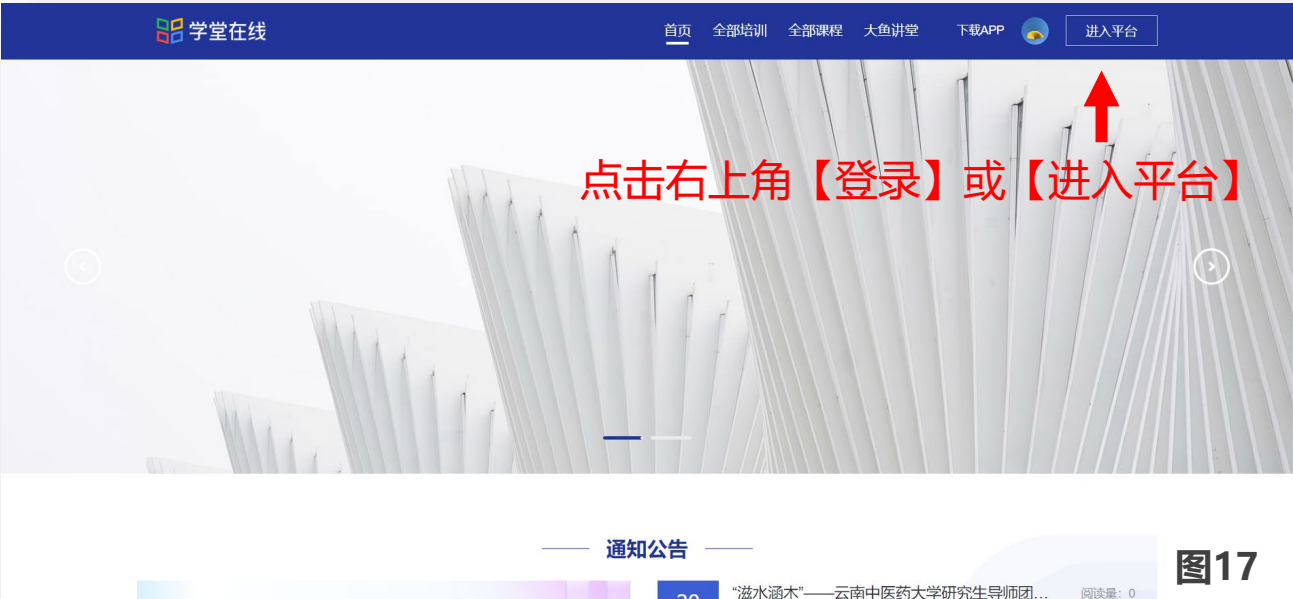 学堂在线
首页 全部培训 全部课程 大鱼讲堂 下载APP 进入平台
点击右上角【登录】或【进入平台】
通知公告
图17
“滋水涵木”——云南中医药大学研究生导师团... 阅读量：0